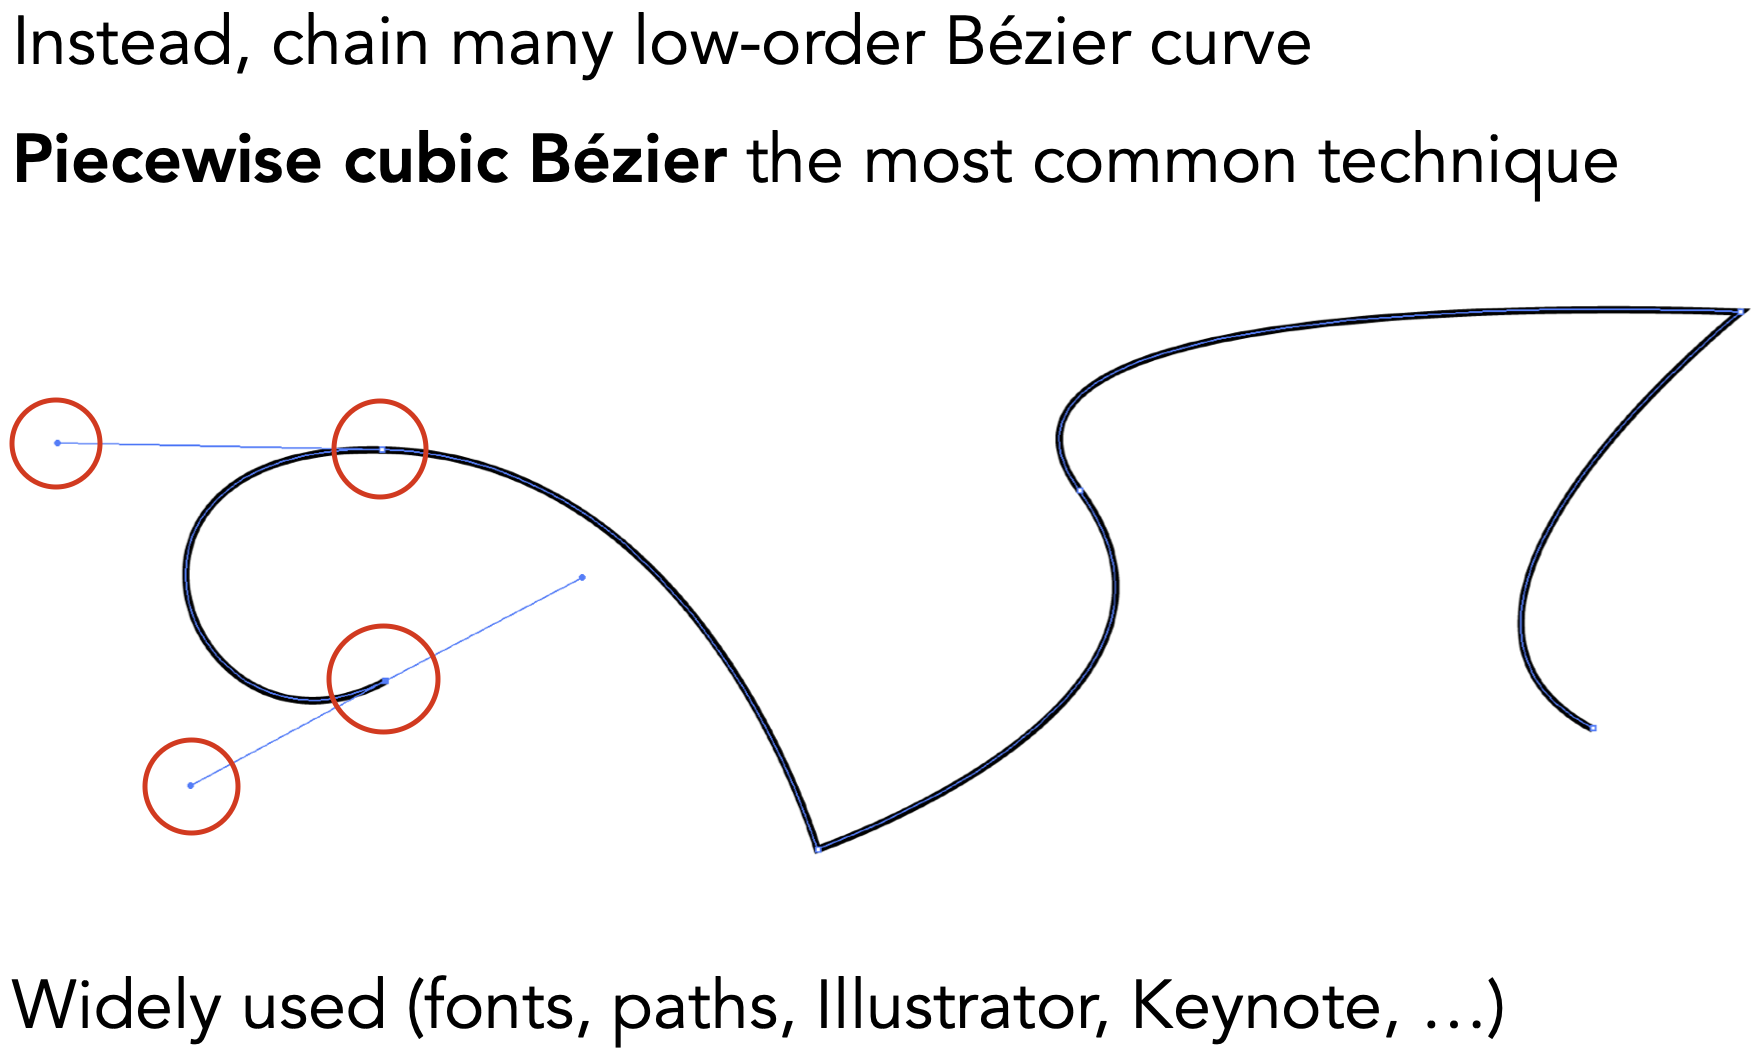 Instead, chain many low-order Bézier curve
Piecewise cubic Bézier the most common technique
Widely used (fonts, paths, Illustrator, Keynote, …)